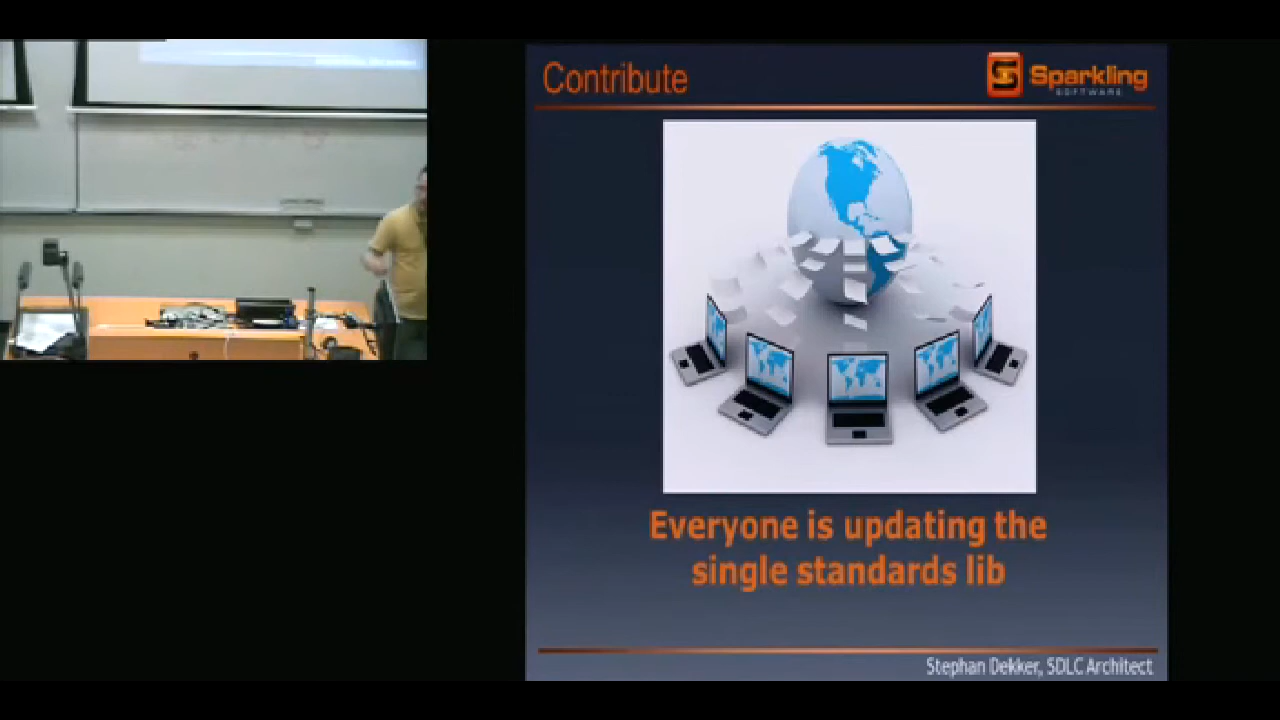 Contribute
Sparkling
SOFTWARE
Everyone is updating the
single standards lib
Stephan Dekker, SDLC Architect